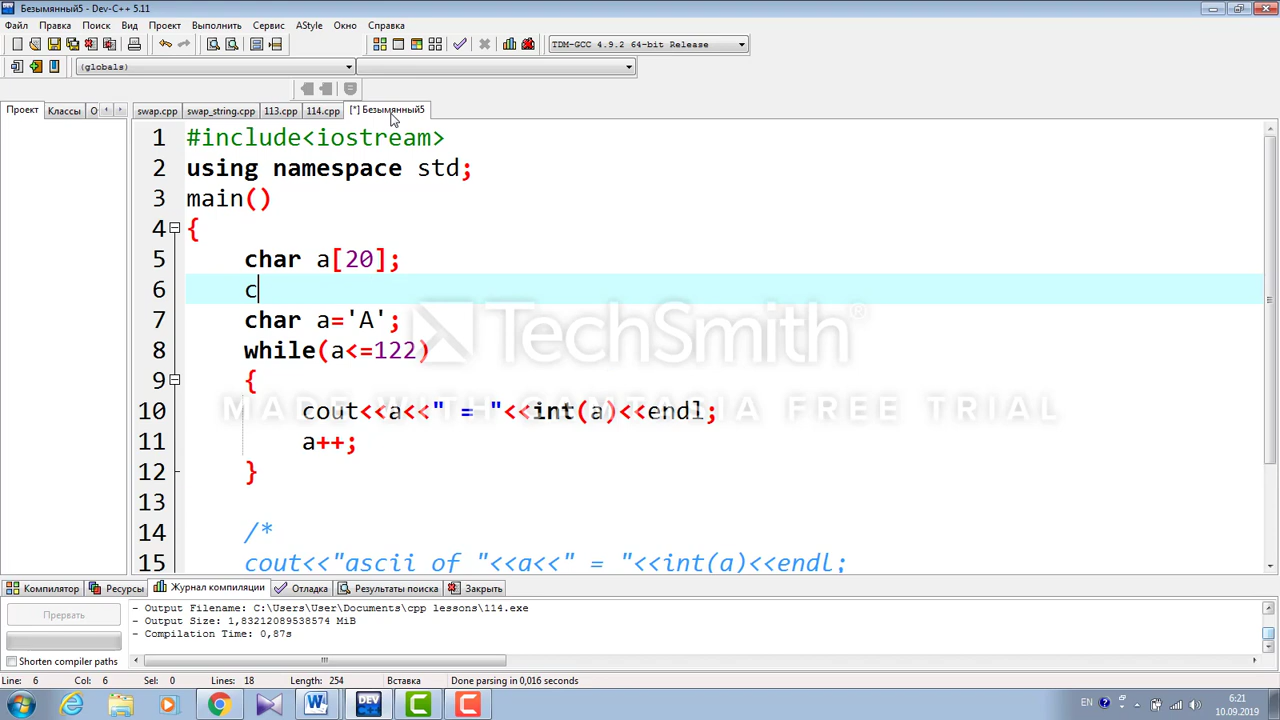 Безымянный5 - Dev-C++ 5.11
Файл Правка Поиск Вид Проект Выполнить Сервис AStyle Окно Справка
TDM-GCC 4.9.2 64-bit Release
(globals)
Проект Классы О swap.cpp swap_string.cpp 113.cpp 114.cpp [*] Безымянный5
1 #include<iostream>
2 using namespace std;
3 main()
4 {
5 char a[20];
6 c
7 char a='A';
8 while(a<=122)
9 {
10 cout<<a<<" = "<<int(a)<<endl;
11 a++;
12 }
13
14 /*
15 cout<<"ascii of "<<a<<" = "<<int(a)<<endl;
TechSmith®
MADE WITH CAMTASIA FREE TRIAL
Компилятор Ресурсы Журнал компиляции Отладка Результаты поиска Закрыть
Прервать
Shorten compiler paths
- Output Filename: C:\Users\User\Documents\cpp lessons\114.exe
- Output Size: 1,83212089538574 MiB
- Compilation Time: 0,87s
Line: 6 Col: 6 Sel: 0 Lines: 18 Length: 254 Вставка Done parsing in 0,016 seconds
DEV
EN
6:21
10.09.2019